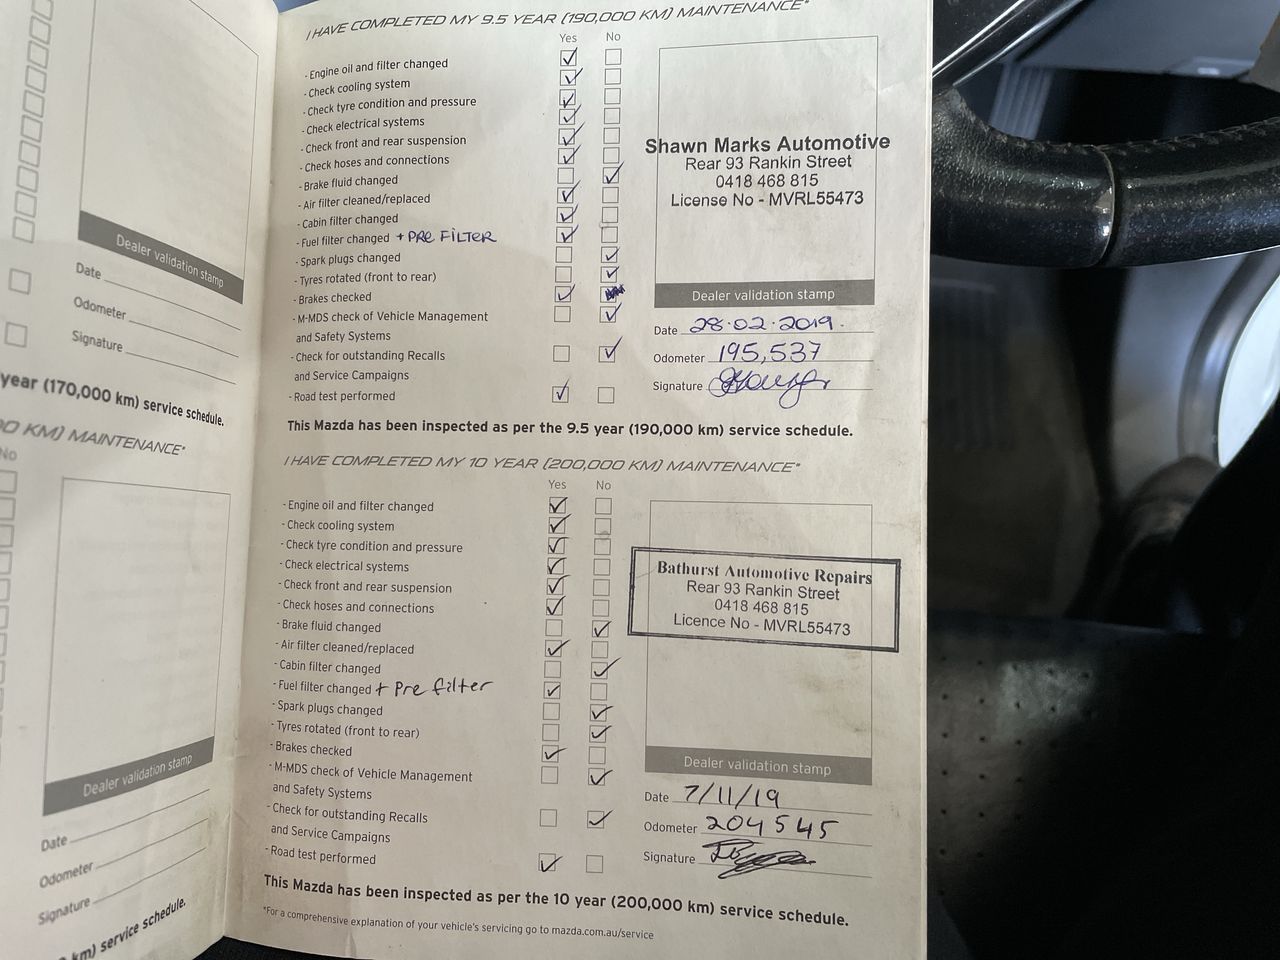 Dealer validation stamp
Date
Odometer
Signature
year (170,000 km) service schedule.
0 KM) MAINTENANCE*
No
Dealer validation stamp
Date
Odometer
Signature
km) service schedule.
I HAVE COMPLETED MY 9.5 YEAR (190,000 KM) MAINTENANCE*
Yes No
- Engine oil and filter changed
- Check cooling system
- Check tyre condition and pressure
- Check electrical systems
- Check front and rear suspension
- Check hoses and connections
- Brake fluid changed
- Air filter cleaned/replaced
- Cabin filter changed
- Fuel filter changed + PRE FILTER
- Spark plugs changed
- Tyres rotated (front to rear)
- Brakes checked
- M-MDS check of Vehicle Management
and Safety Systems
- Check for outstanding Recalls
and Service Campaigns
- Road test performed
Shawn Marks Automotive
Rear 93 Rankin Street
0418 468 815
License No - MVRL55473
Dealer validation stamp
Date 28.02.2019.
Odometer 195,537
Signature
This Mazda has been inspected as per the 9.5 year (190,000 km) service schedule.
I HAVE COMPLETED MY 10 YEAR (200,000 KM) MAINTENANCE*
Yes No
- Engine oil and filter changed
- Check cooling system
- Check tyre condition and pressure
- Check electrical systems
- Check front and rear suspension
- Check hoses and connections
- Brake fluid changed
- Air filter cleaned/replaced
- Cabin filter changed
- Fuel filter changed + Pre filter
- Spark plugs changed
- Tyres rotated (front to rear)
- Brakes checked
- M-MDS check of Vehicle Management
and Safety Systems
- Check for outstanding Recalls
and Service Campaigns
- Road test performed
Bathurst Automotive Repairs
Rear 93 Rankin Street
0418 468 815
Licence No - MVRL55473
Dealer validation stamp
Date 7/11/19
Odometer 204545
Signature
This Mazda has been inspected as per the 10 year (200,000 km) service schedule.
*For a comprehensive explanation of your vehicle's servicing go to mazda.com.au/service